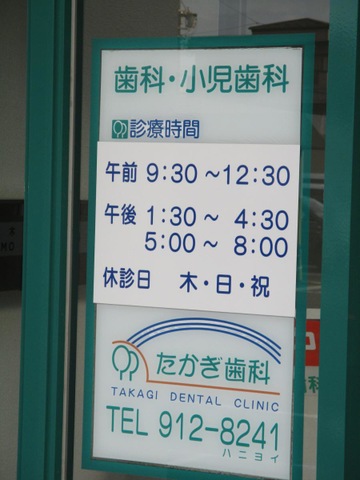 歯科・小児歯科
診療時間
午前 9:30～12:30
午後 1:30～ 4:30
5:00～ 8:00
休診日 木・日・祝
たかぎ歯科
TAKAGI DENTAL CLINIC
TEL 912-8241
ハニヨイ